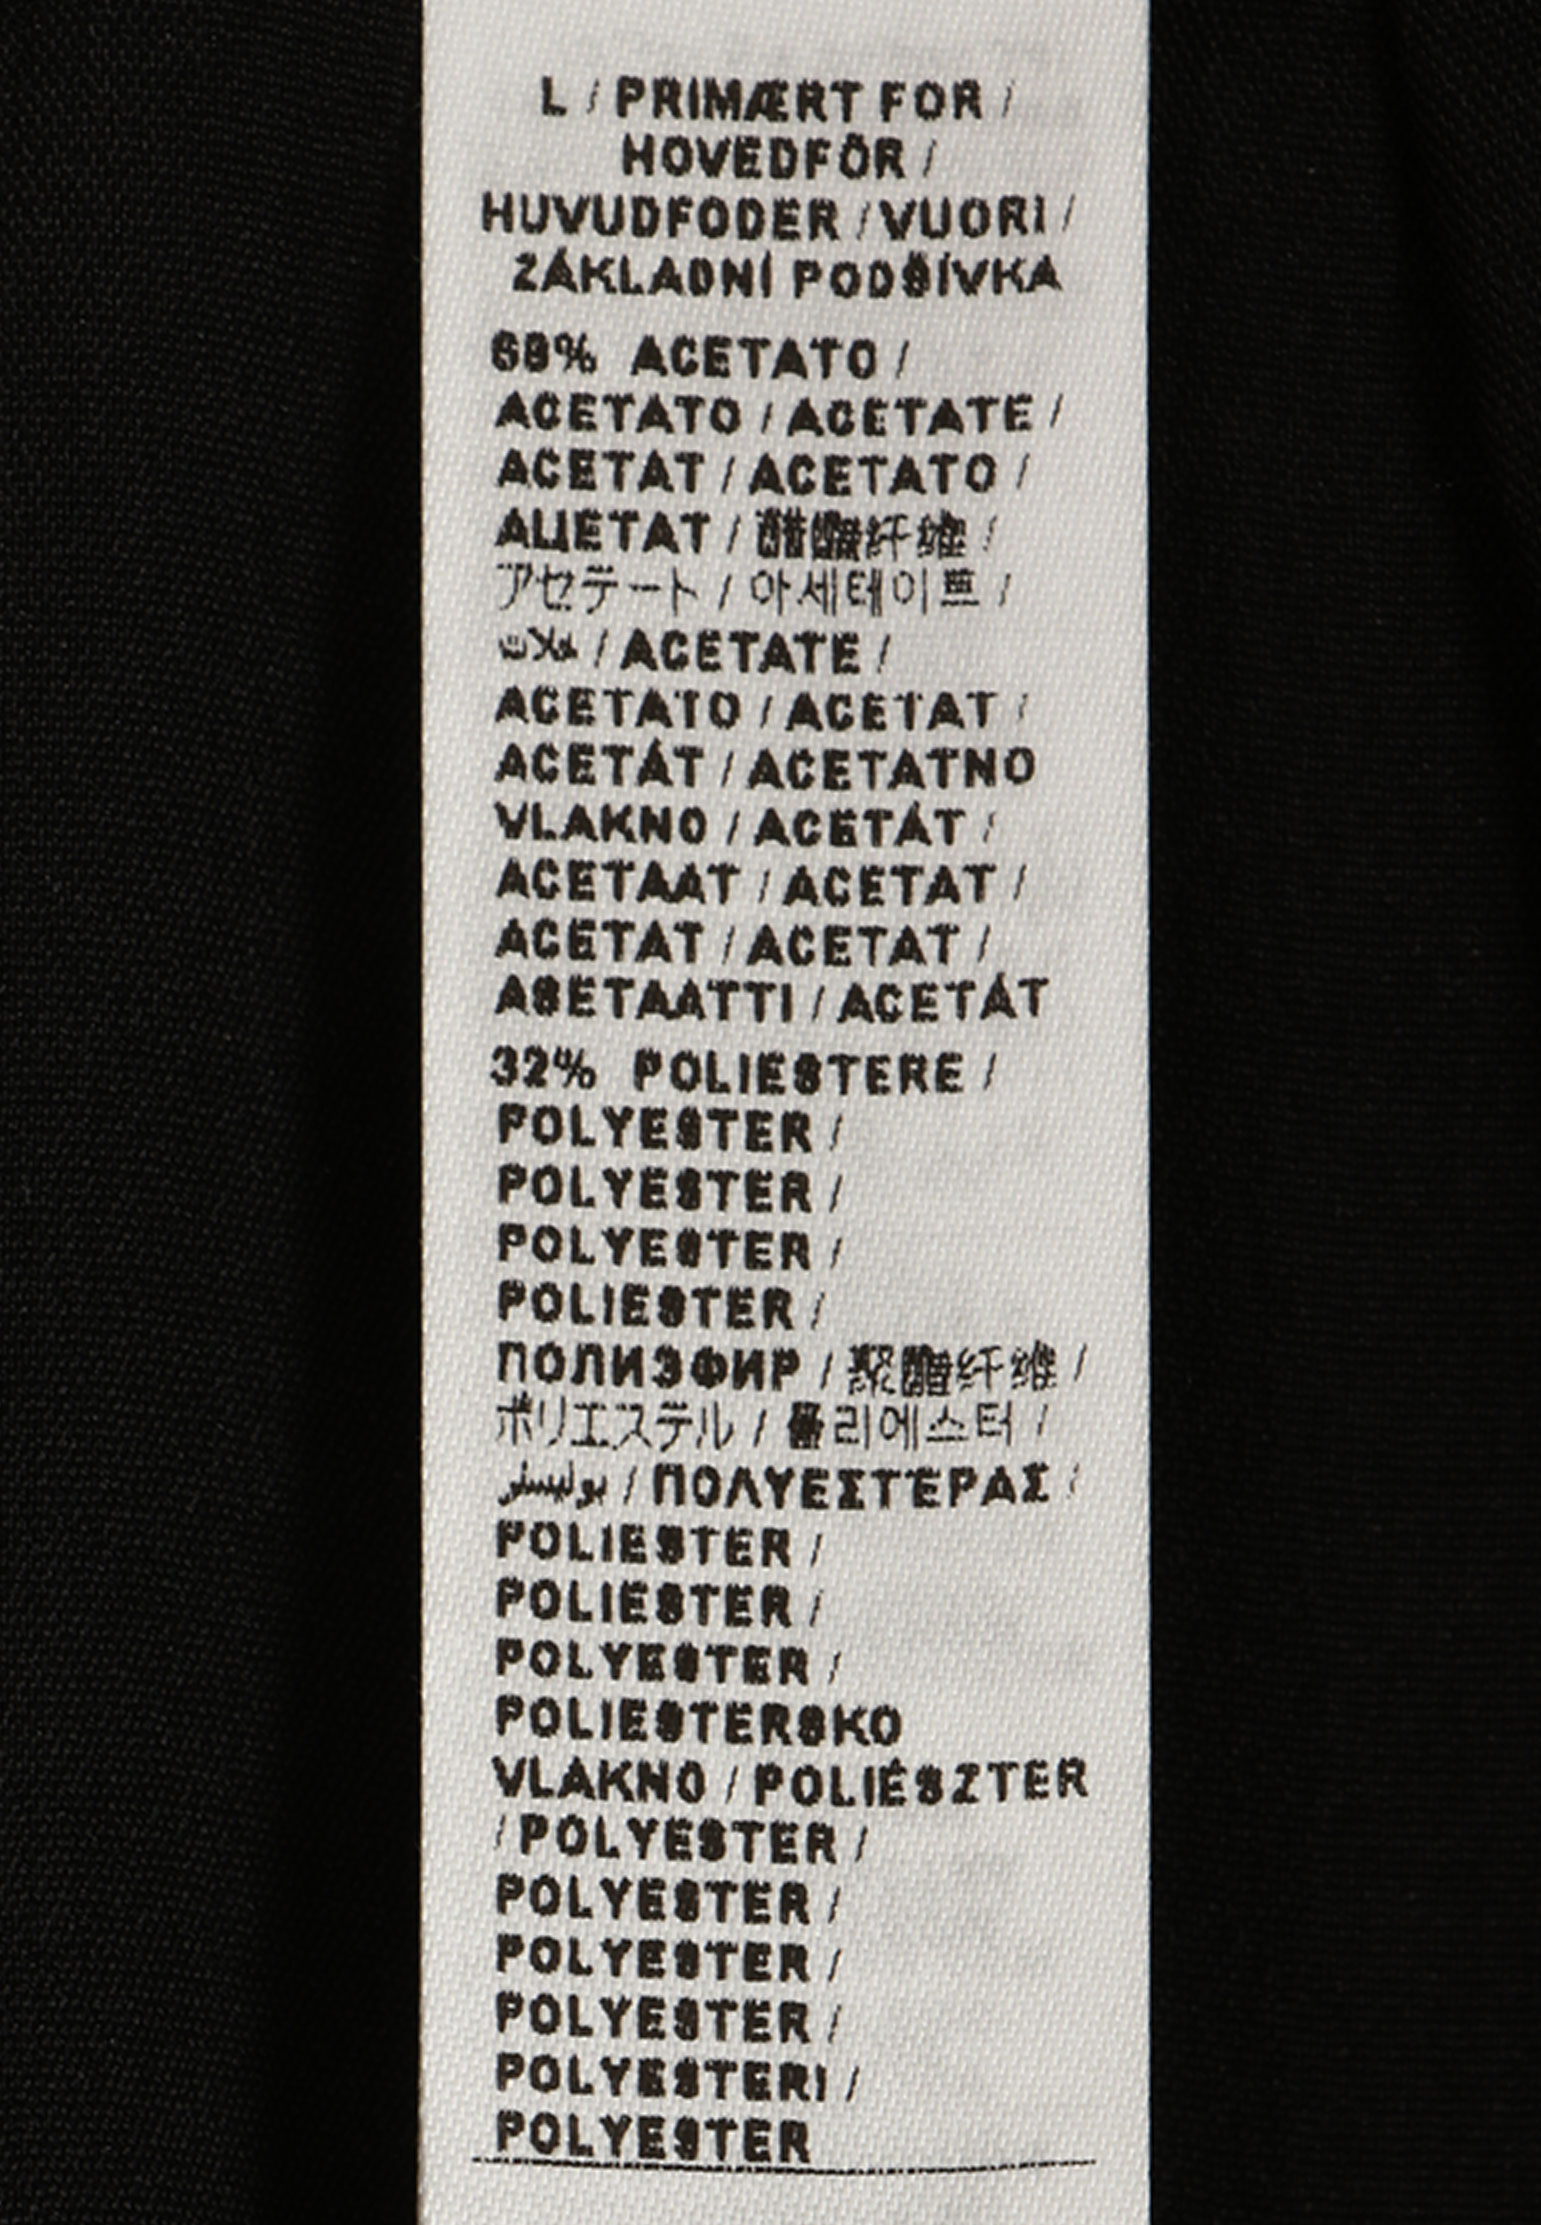 L / PRIMÆRT FOR /
HOVEDFÔR /
HUVUDFODER / VUORI /
ZÁKLADNÍ PODŠÍVKA
68% ACETATO /
ACETATO / ACETATE /
ACETAT / ACETATO /
АЦЕТАТ / 醋酯纤维 /
アセテート / 아세테이트 /
خلات / ACETATE /
ACETATO / ACETAT /
ACETÁT / ACETATNO
VLAKNO / ACETÁT /
ACETAAT / ACETAT /
ACETAT / ACETAT /
ASETAATTI / ACETÁT
32% POLIESTERE /
POLYESTER /
POLYESTER /
POLYESTER /
POLIESTER /
ПОЛИЭФИР / 聚酯纤维 /
ポリエステル / 폴리에스터 /
بوليستر / ΠΟΛΥΕΣΤΕΡΑΣ /
POLIESTER /
POLIESTER /
POLYESTER /
POLIESTERSKO
VLAKNO / POLIÉSZTER
/ POLYESTER /
POLYESTER /
POLYESTER /
POLYESTER /
POLYESTERI /
POLYESTER